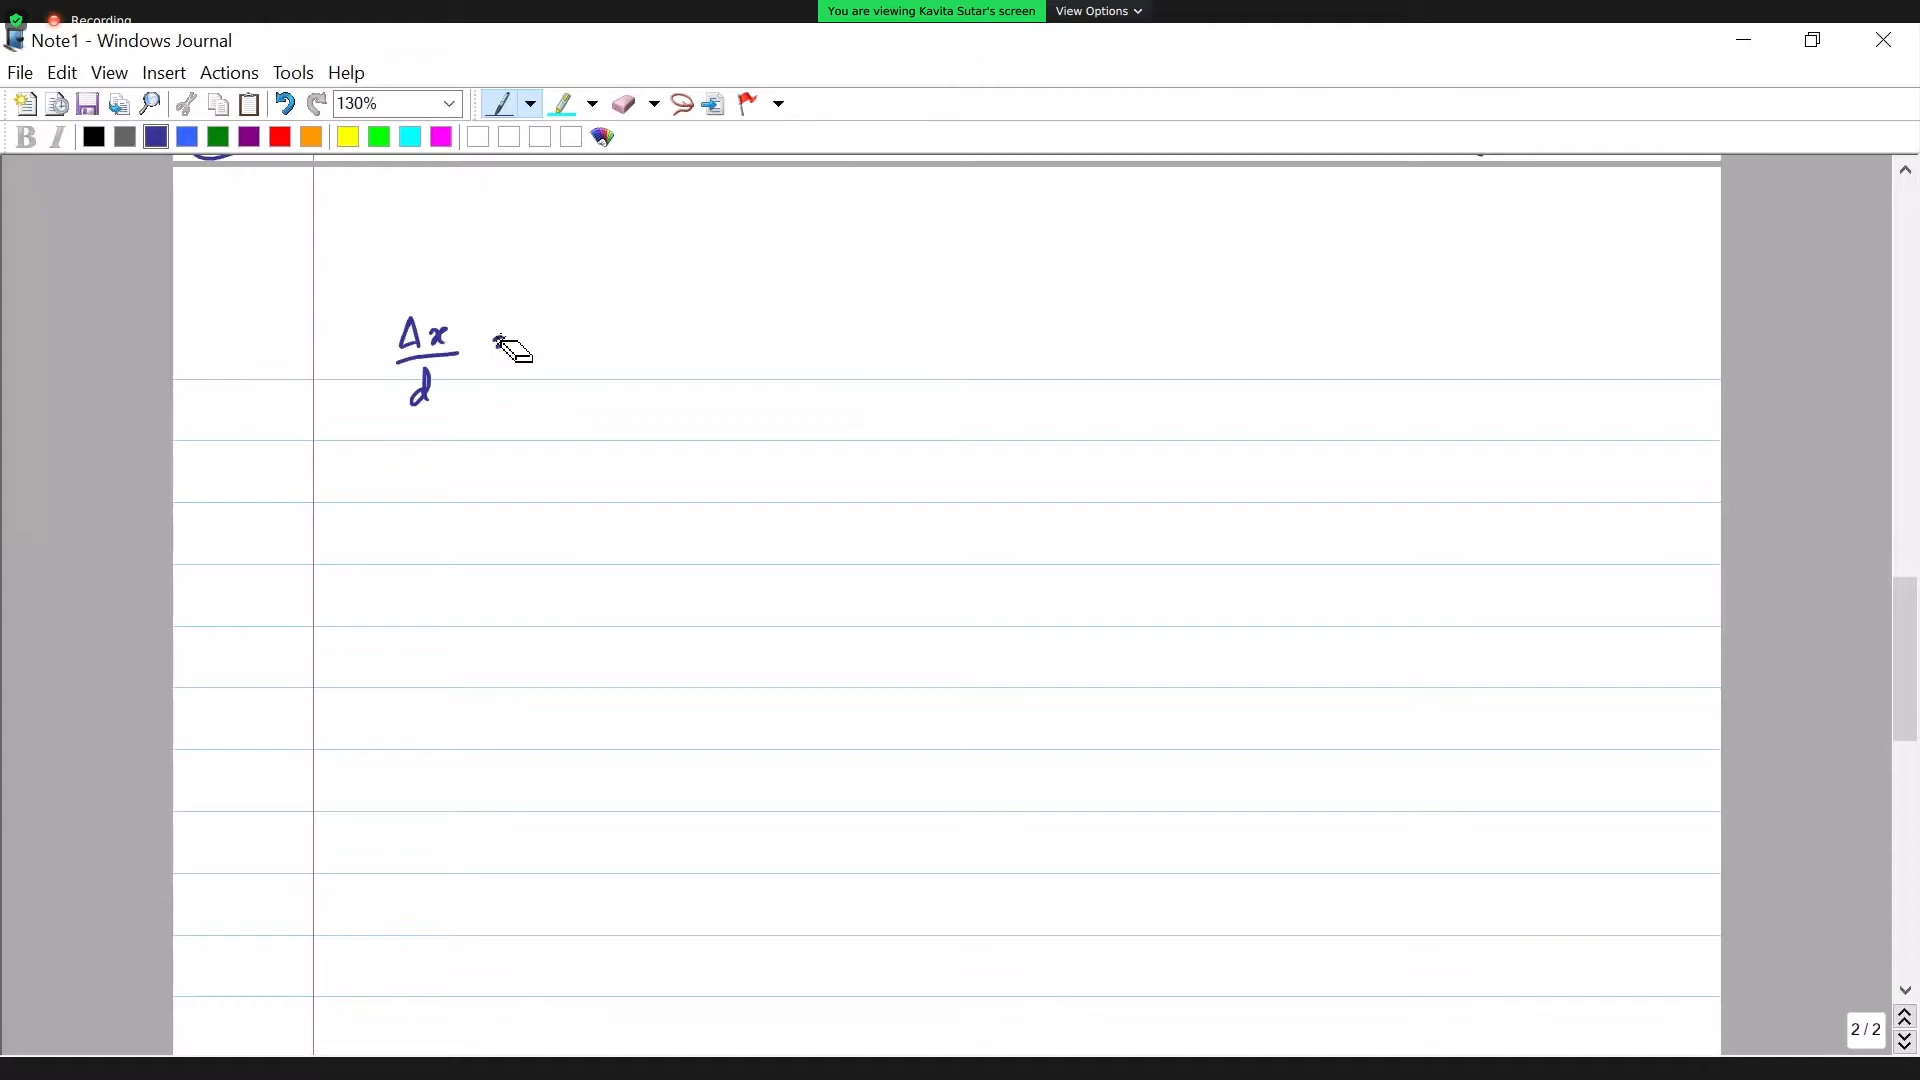 Recording
You are viewing Kavita Sutar's screen View Options
Note1 - Windows Journal
File Edit View Insert Actions Tools Help
130%
B I
Δx
d
2 / 2